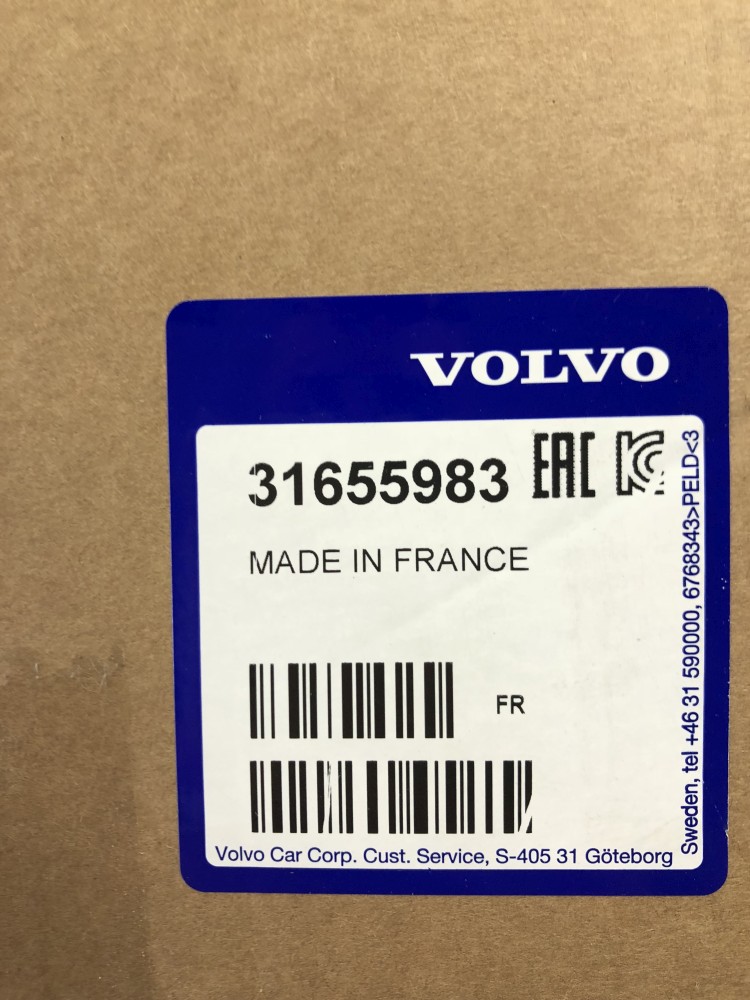 VOLVO
31655983 EAC KC
MADE IN FRANCE
FR
Volvo Car Corp. Cust. Service, S-405 31 Göteborg
Sweden, tel +46 31 590000, 6768343>PELD<3